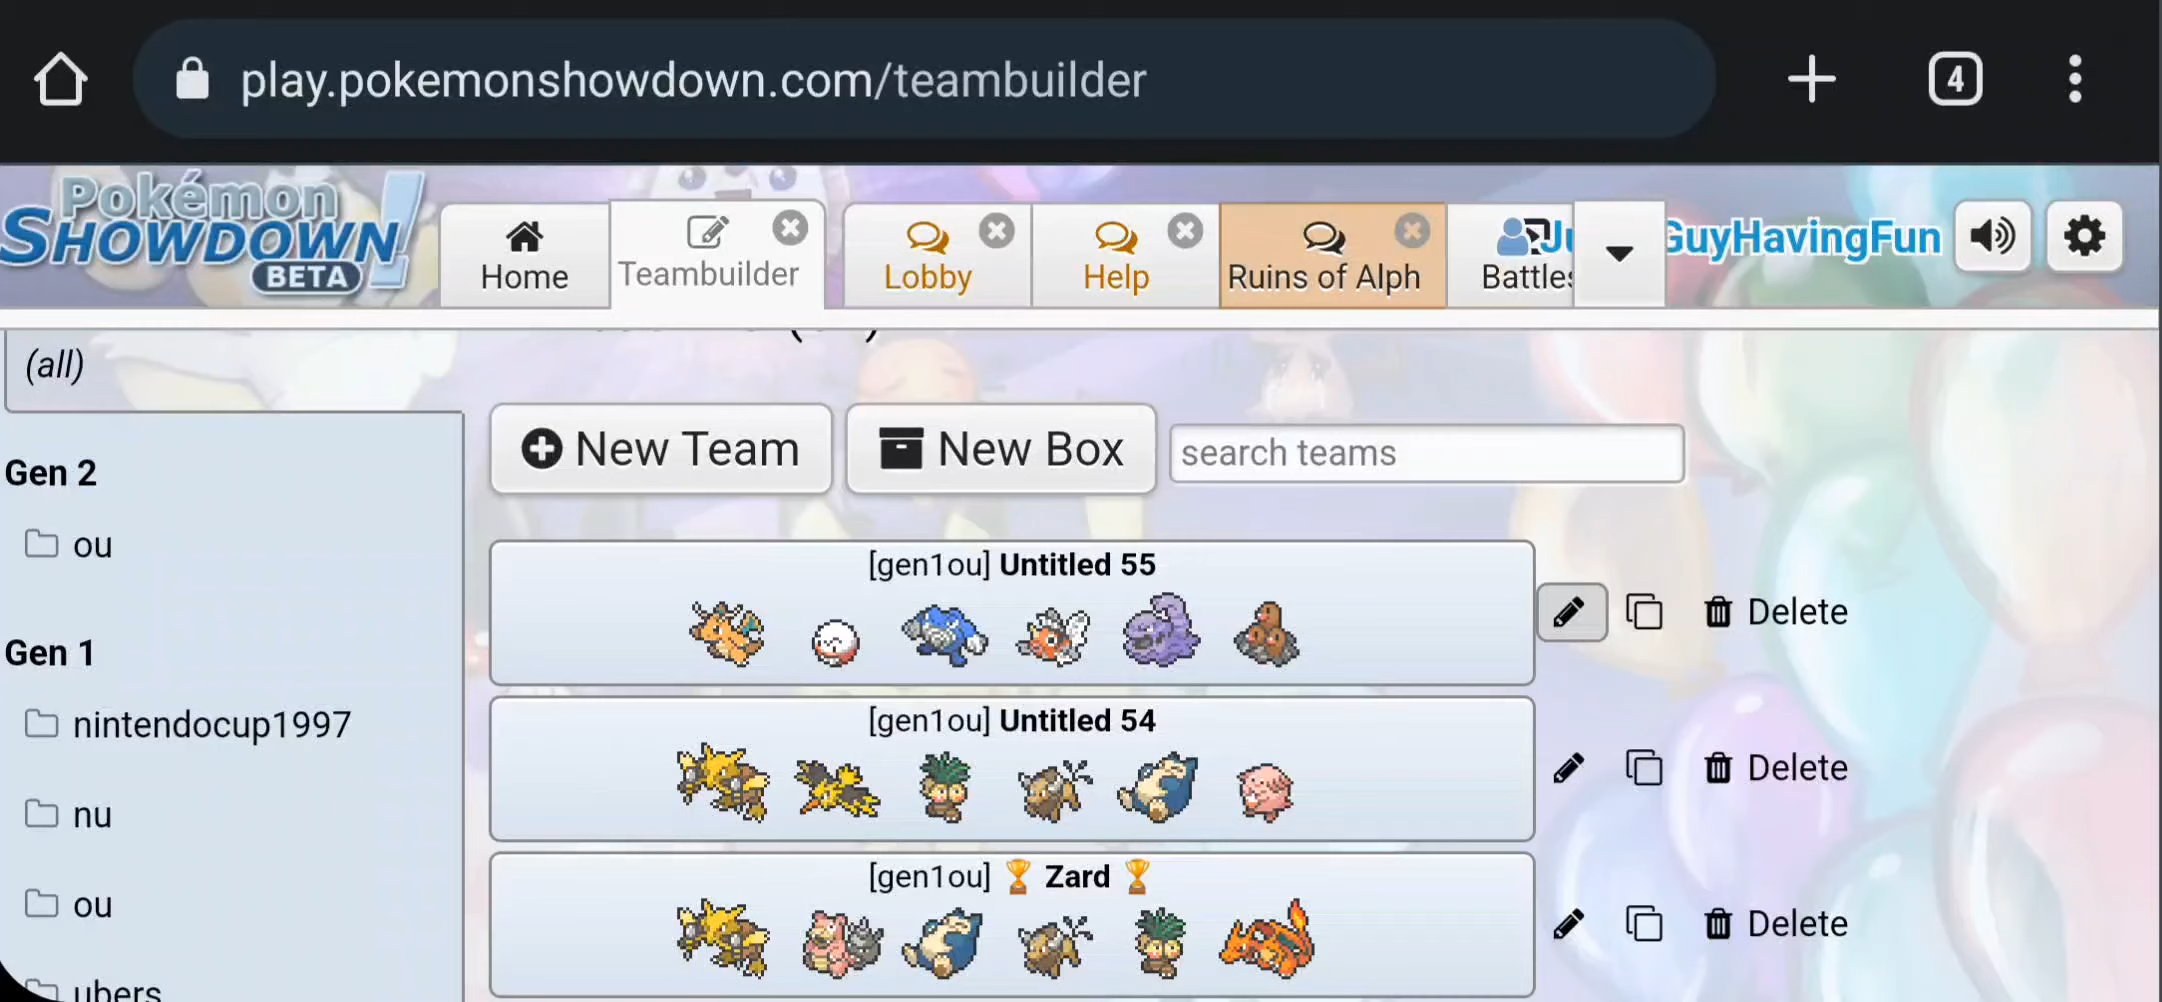 play.pokemonshowdown.com/teambuilder
4
Pokémon
SHOWDOWN!
BETA
Home
Teambuilder
Lobby
Help
Ruins of Alph
Battles
Ju
GuyHavingFun
(all)
Gen 2
ou
Gen 1
nintendocup1997
nu
ou
ubers
New Team
New Box
search teams
[gen1ou] Untitled 55
Delete
[gen1ou] Untitled 54
Delete
[gen1ou] 🏆 Zard 🏆
Delete